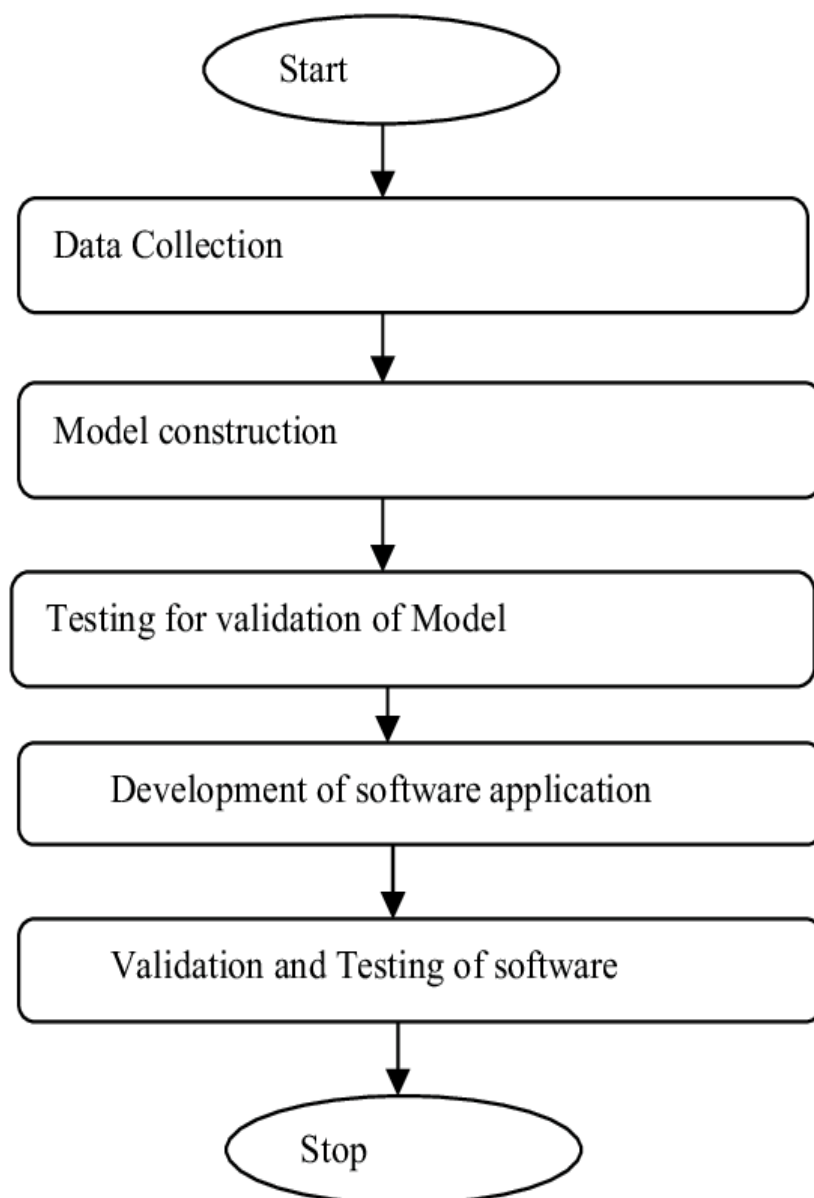 Start
Data Collection
Model construction
Testing for validation of Model
Development of software application
Validation and Testing of software
Stop